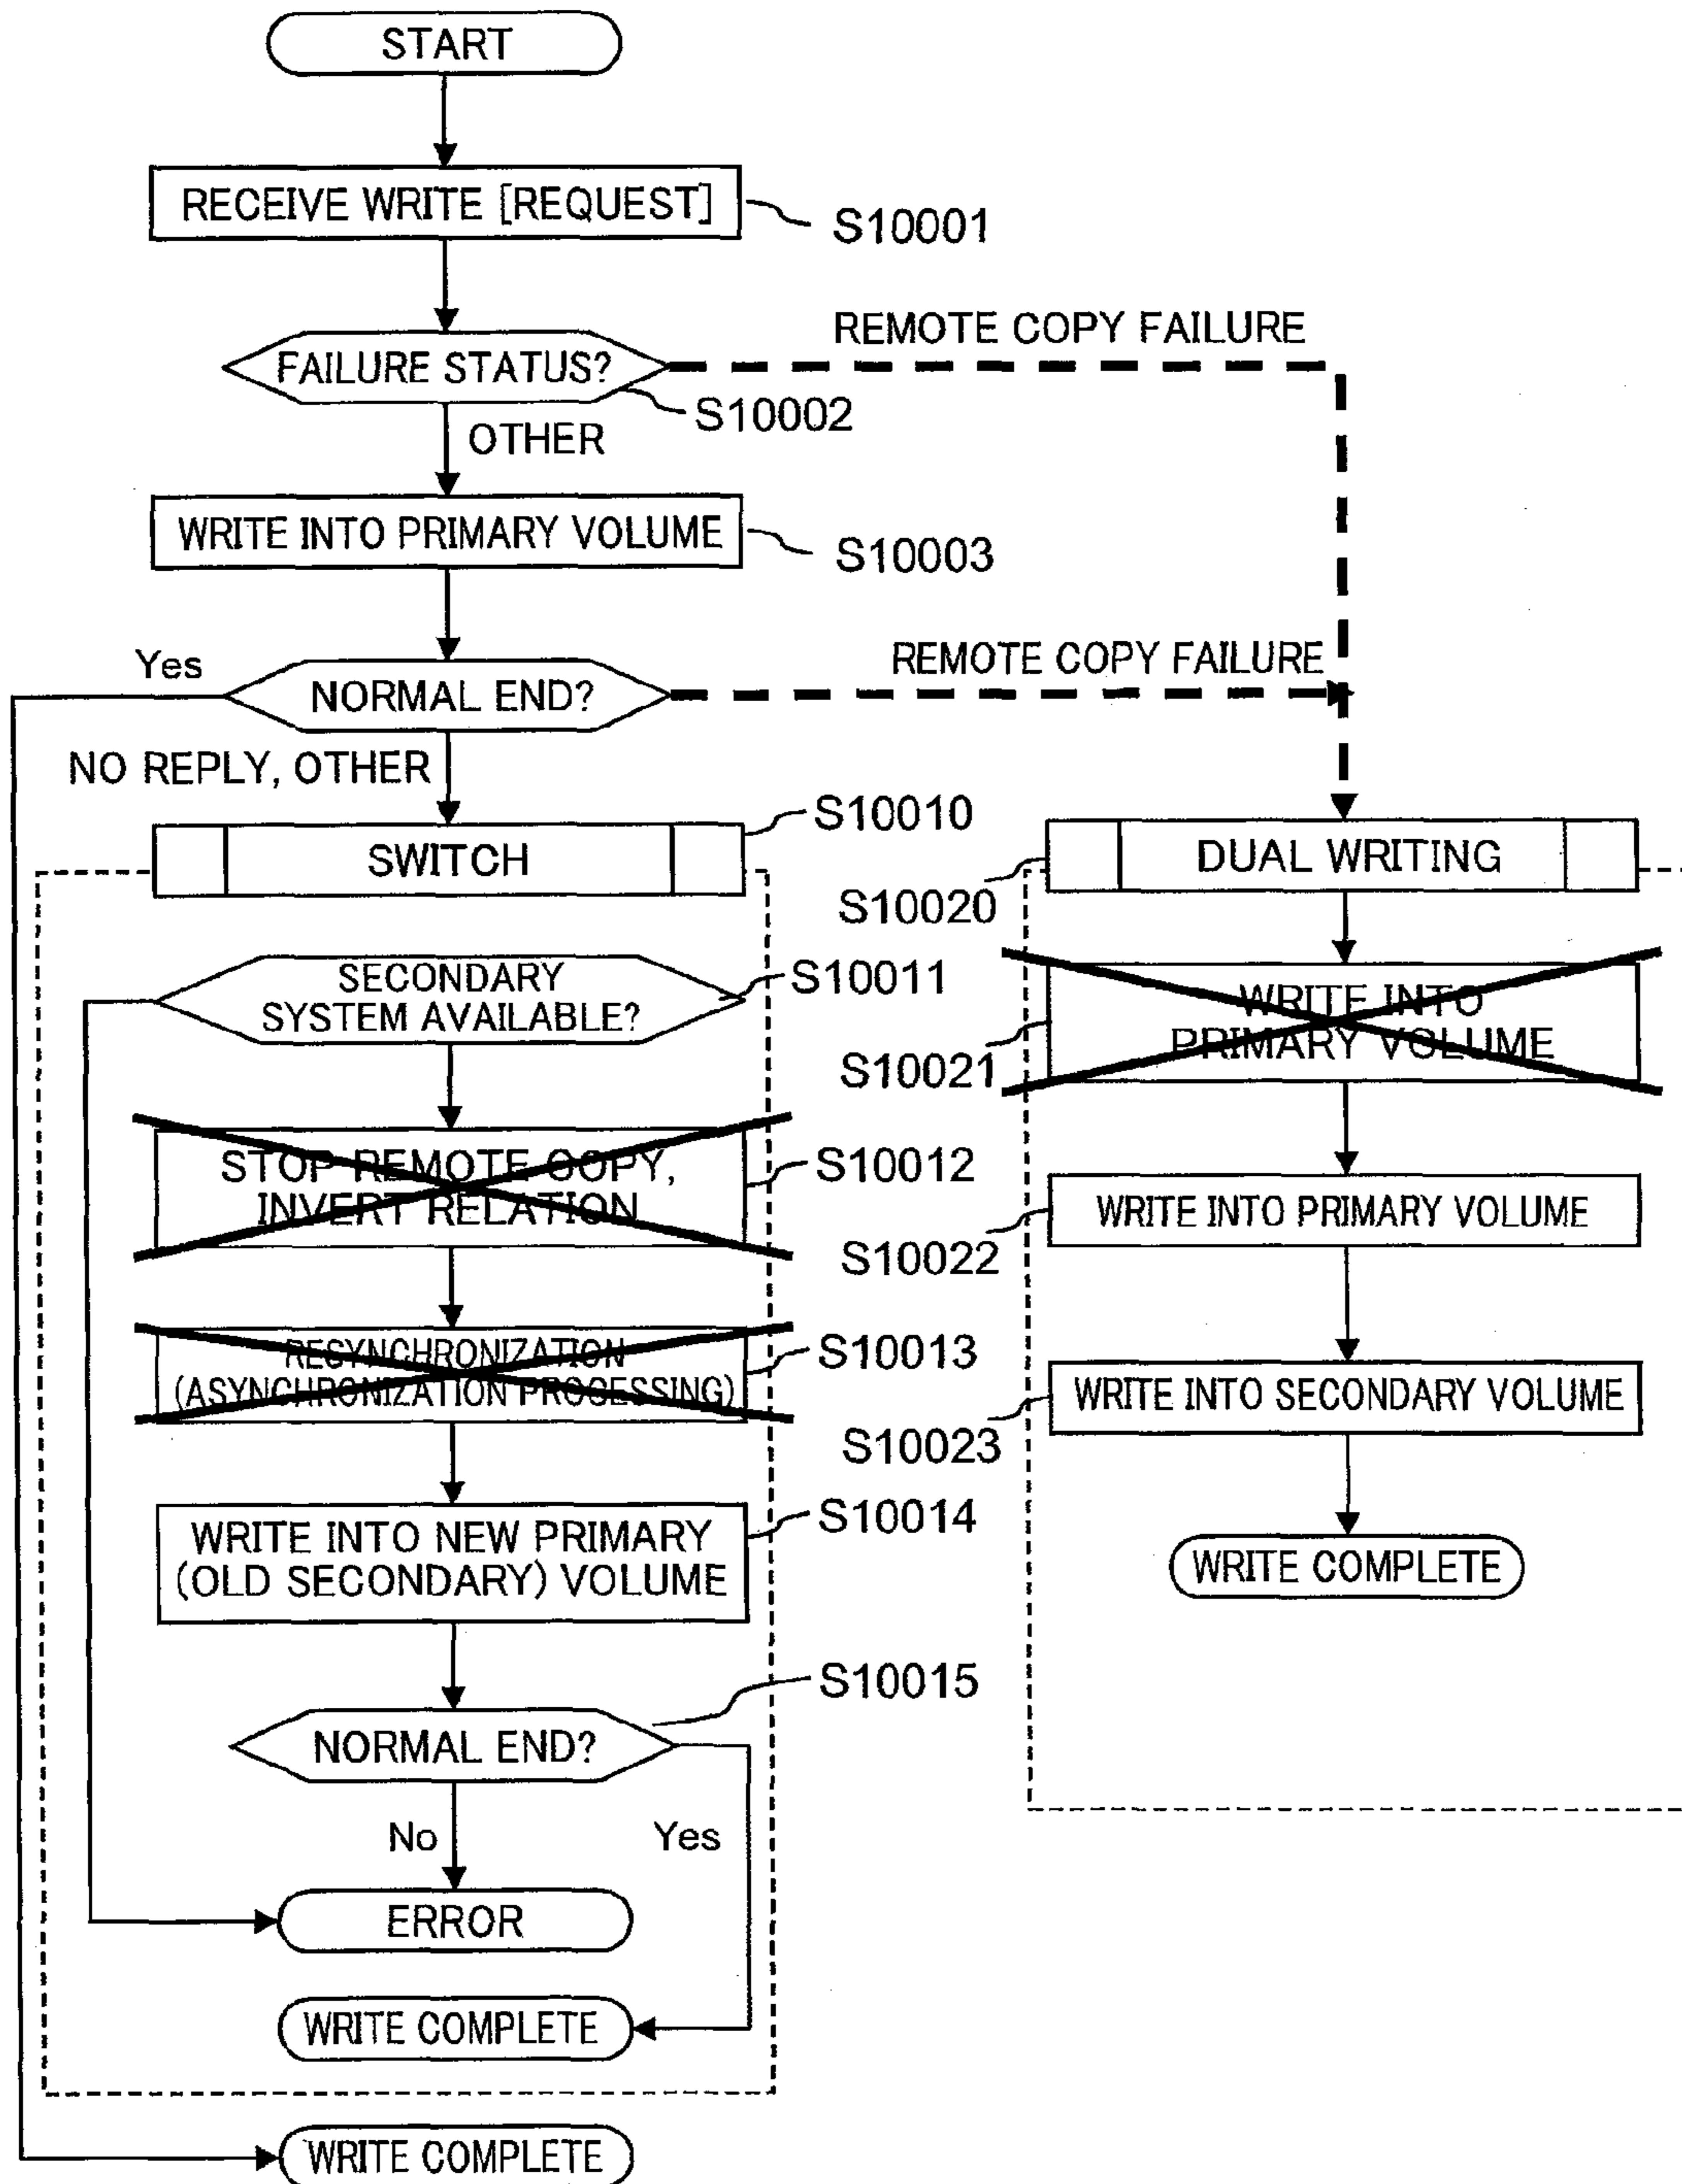 START
RECEIVE WRITE [REQUEST]
S10001
REMOTE COPY FAILURE
FAILURE STATUS?
S10002
OTHER
WRITE INTO PRIMARY VOLUME
S10003
Yes
REMOTE COPY FAILURE
NORMAL END?
NO REPLY, OTHER
S10010
SWITCH
DUAL WRITING
S10020
SECONDARY
SYSTEM AVAILABLE?
S10011
WRITE INTO
PRIMARY VOLUME
S10021
STOP REMOTE COPY,
INVERT RELATION
S10012
WRITE INTO PRIMARY VOLUME
S10022
RESYNCHRONIZATION
(ASYNCHRONIZATION PROCESSING)
S10013
WRITE INTO SECONDARY VOLUME
S10023
WRITE INTO NEW PRIMARY
(OLD SECONDARY) VOLUME
S10014
WRITE COMPLETE
S10015
NORMAL END?
No
Yes
ERROR
WRITE COMPLETE
WRITE COMPLETE